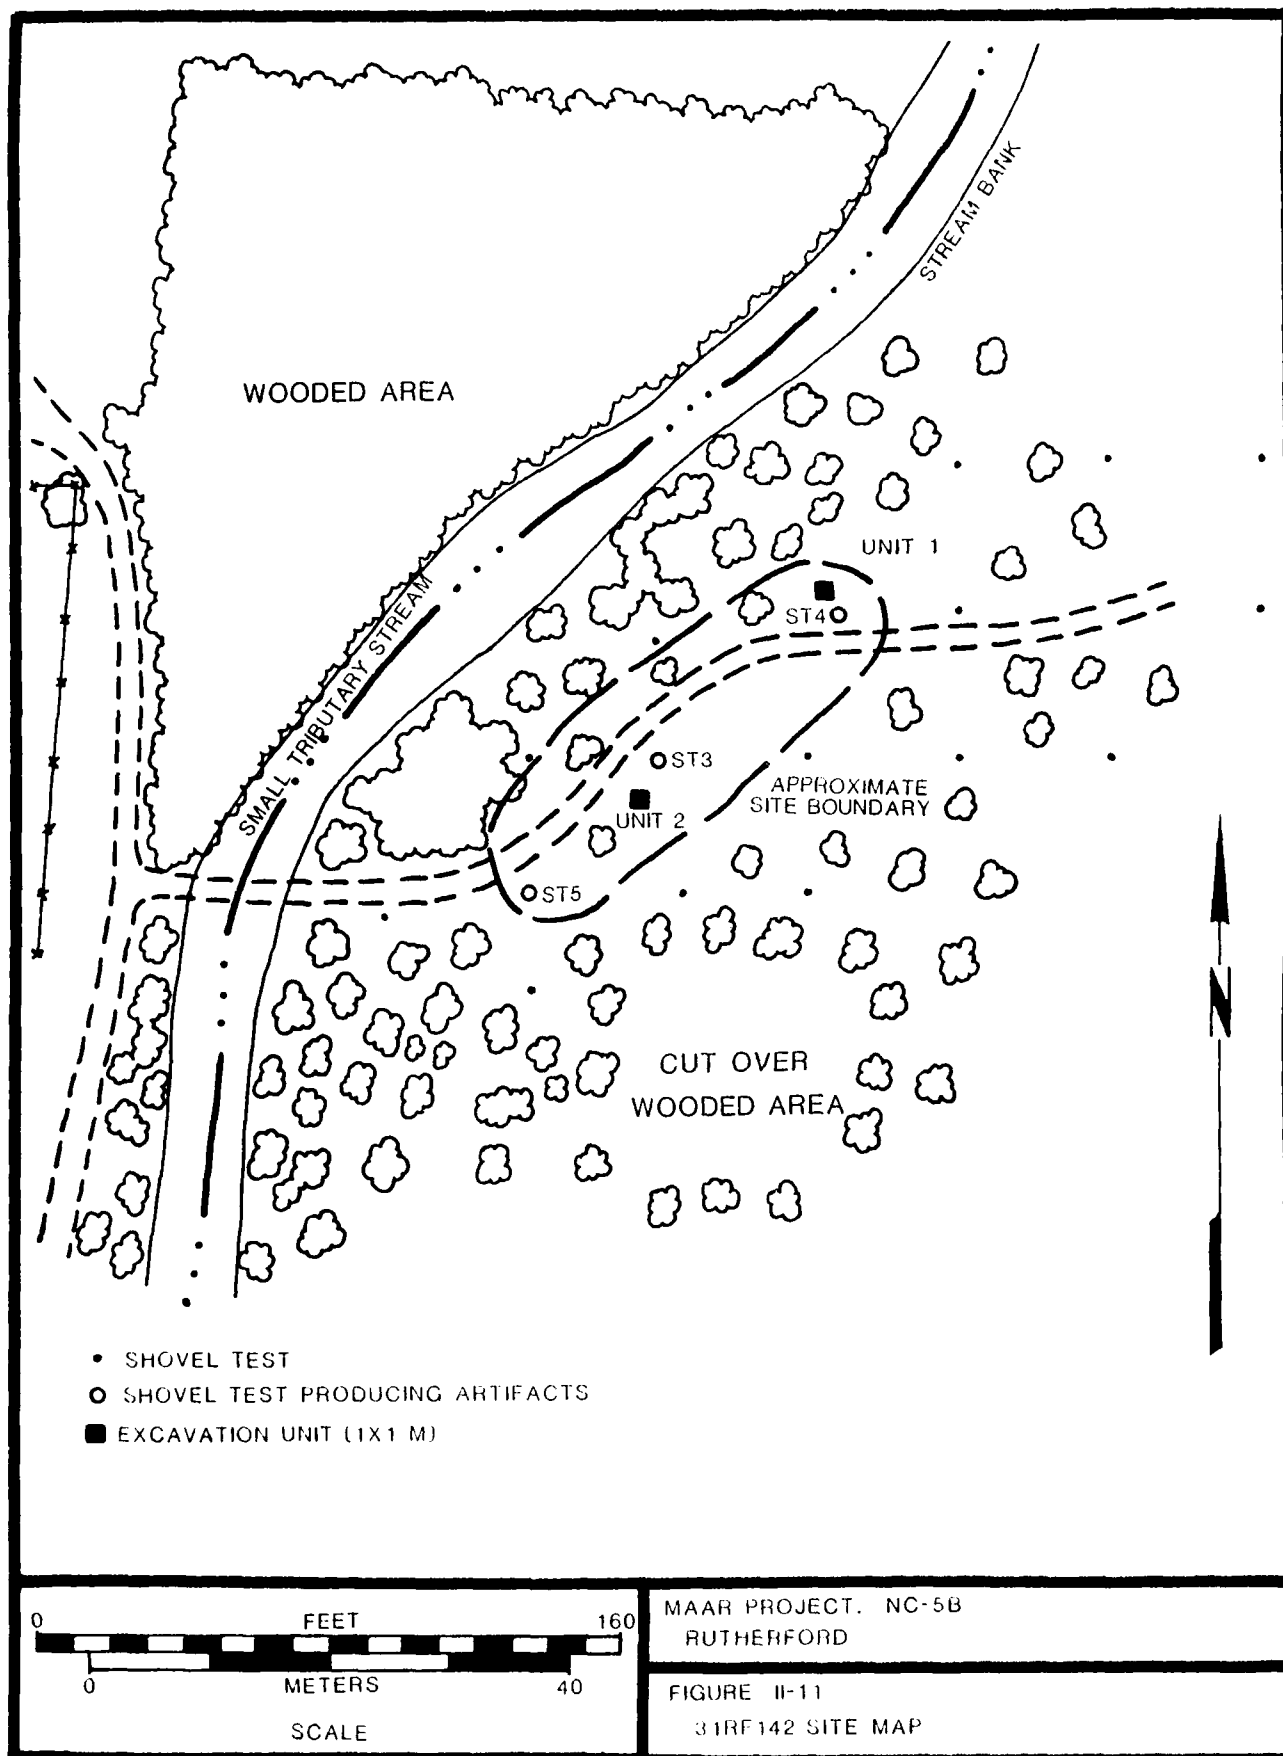 STREAM BANK
WOODED AREA
UNIT 1
ST4
SMALL TRIBUTARY STREAM
ST3
APPROXIMATE
SITE BOUNDARY
UNIT 2
ST5
N
CUT OVER
WOODED AREA
SHOVEL TEST
SHOVEL TEST PRODUCING ARTIFACTS
EXCAVATION UNIT (1X1 M)
0 FEET 160
0 METERS 40
SCALE
MAAR PROJECT. NC-5B
RUTHERFORD
FIGURE II-11
31RF142 SITE MAP